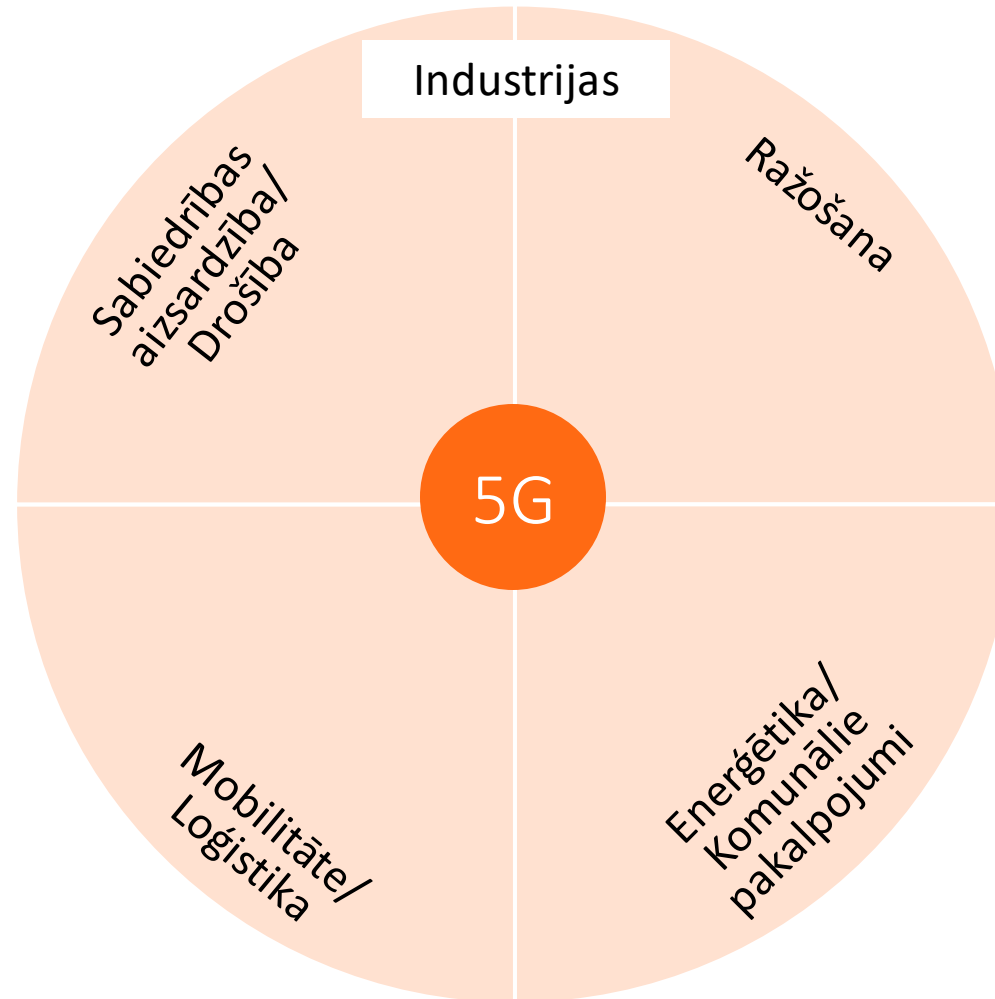 Industrijas
Sabiedrības
aizsardzība/
Drošība
Ražošana
5G
Mobilitāte/
Loģistika
Enerģētika/
Komunālie
pakalpojumi